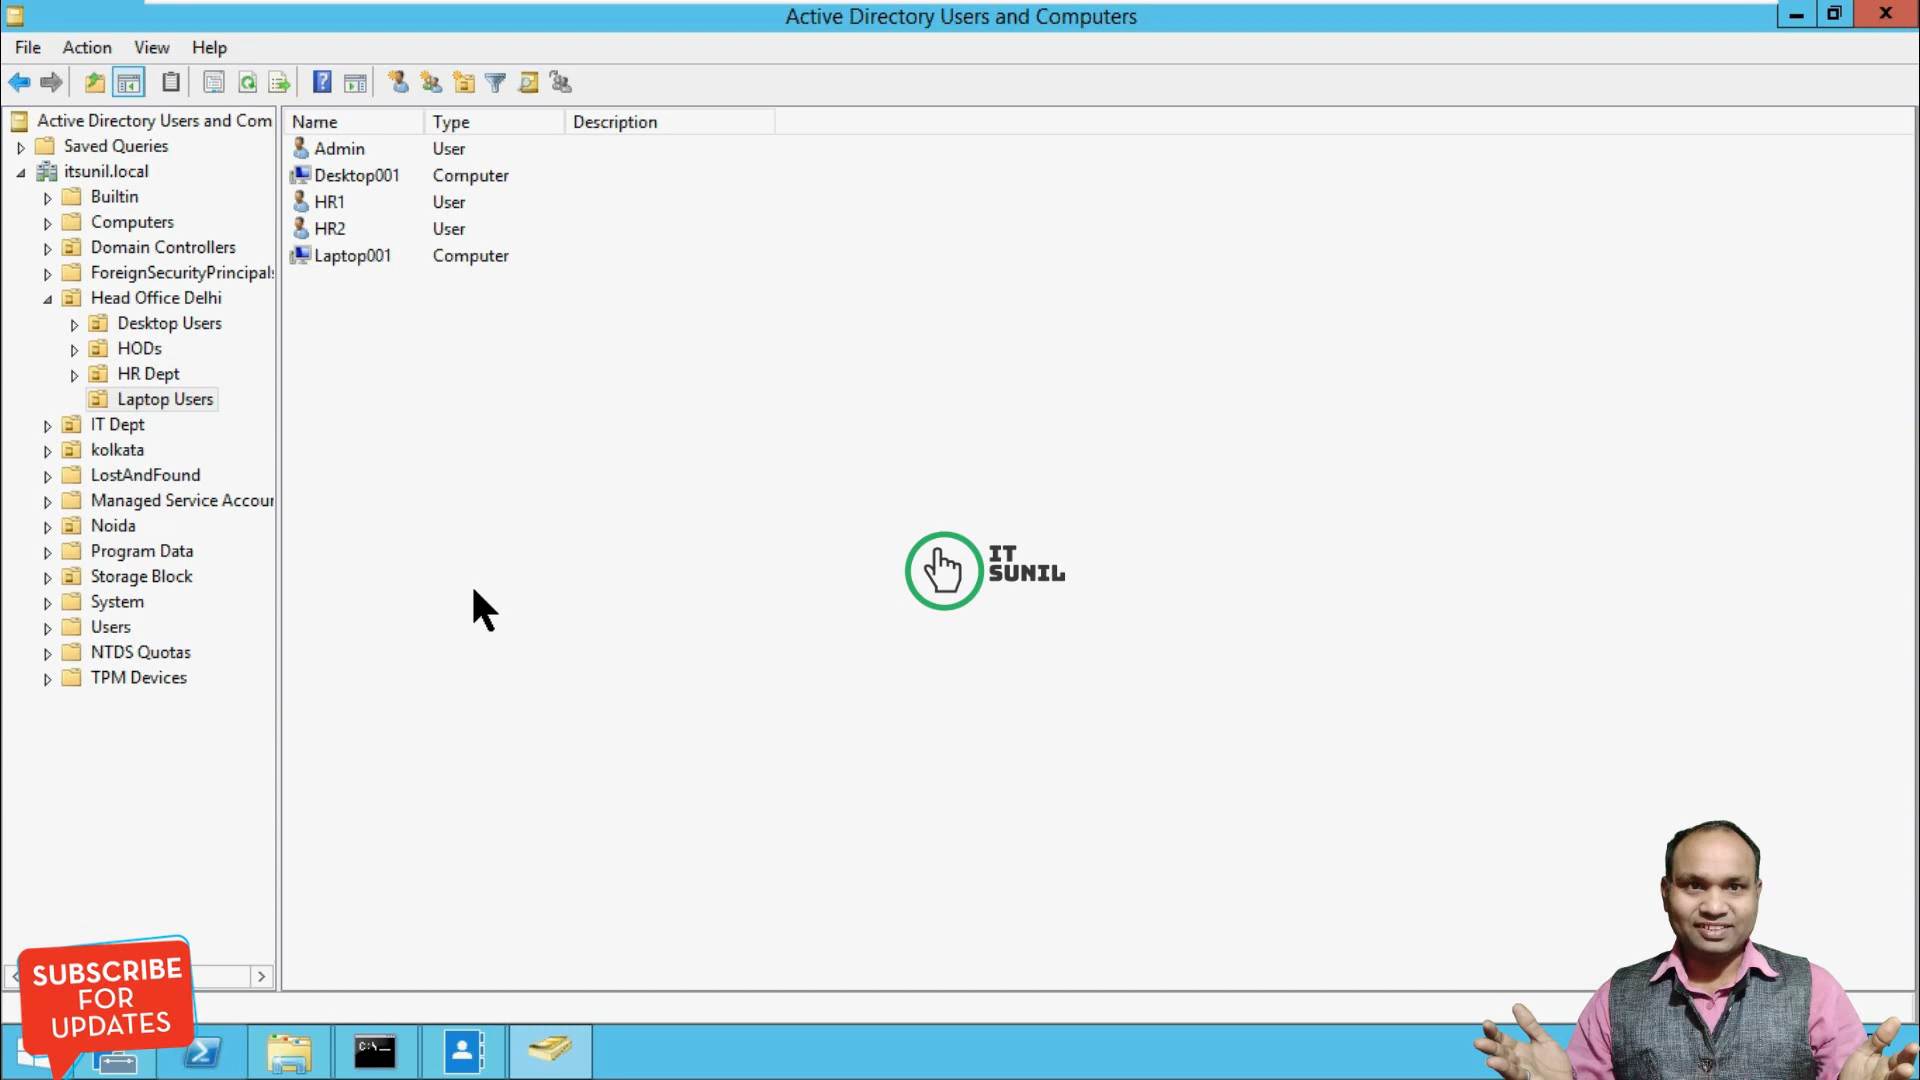 Active Directory Users and Computers
File Action View Help
Active Directory Users and Com
Saved Queries
itsunil.local
Builtin
Computers
Domain Controllers
ForeignSecurityPrincipals
Head Office Delhi
Desktop Users
HODs
HR Dept
Laptop Users
IT Dept
kolkata
LostAndFound
Managed Service Accour
Noida
Program Data
Storage Block
System
Users
NTDS Quotas
TPM Devices
Name Type Description
Admin User
Desktop001 Computer
HR1 User
HR2 User
Laptop001 Computer
IT
SUNIL
SUBSCRIBE
FOR
UPDATES
C:\_